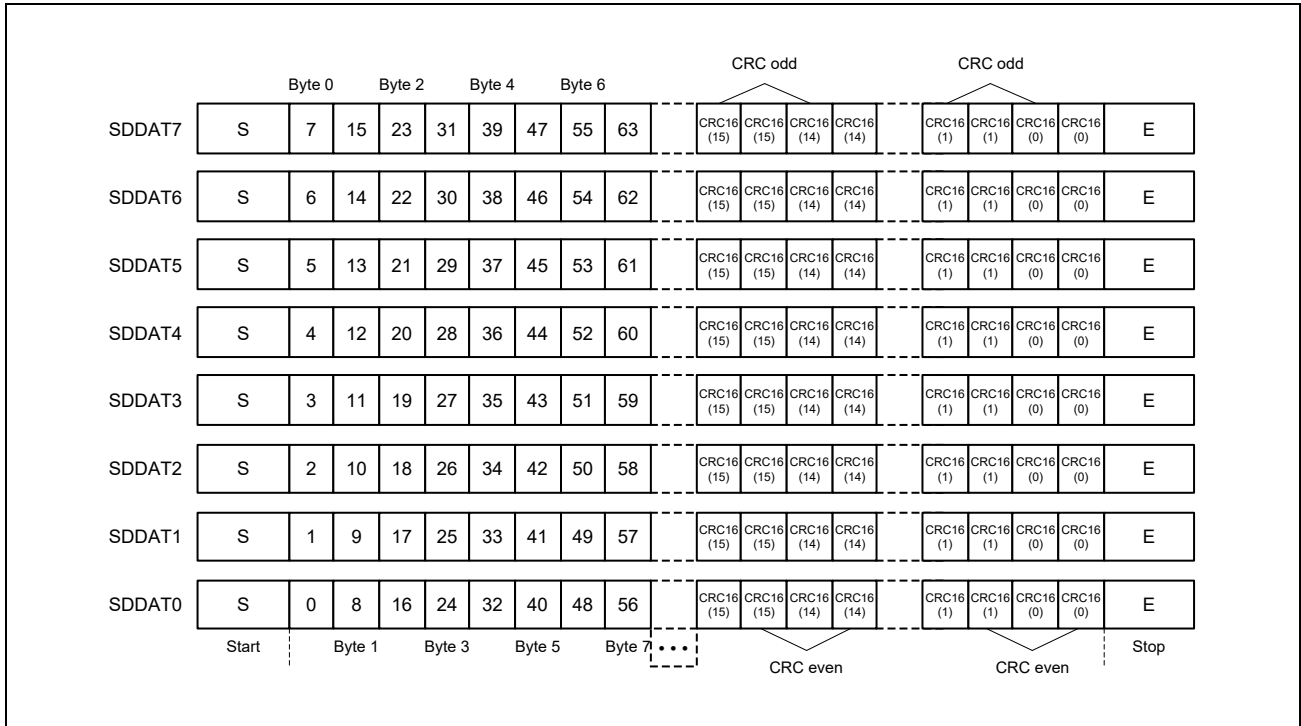 CRC odd CRC odd
Byte 0 Byte 2 Byte 4 Byte 6
SDDAT7 S 7 15 23 31 39 47 55 63 CRC16 (15) CRC16 (15) CRC16 (14) CRC16 (14) CRC16 (1) CRC16 (1) CRC16 (0) CRC16 (0) E
SDDAT6 S 6 14 22 30 38 46 54 62 CRC16 (15) CRC16 (15) CRC16 (14) CRC16 (14) CRC16 (1) CRC16 (1) CRC16 (0) CRC16 (0) E
SDDAT5 S 5 13 21 29 37 45 53 61 CRC16 (15) CRC16 (15) CRC16 (14) CRC16 (14) CRC16 (1) CRC16 (1) CRC16 (0) CRC16 (0) E
SDDAT4 S 4 12 20 28 36 44 52 60 CRC16 (15) CRC16 (15) CRC16 (14) CRC16 (14) CRC16 (1) CRC16 (1) CRC16 (0) CRC16 (0) E
SDDAT3 S 3 11 19 27 35 43 51 59 CRC16 (15) CRC16 (15) CRC16 (14) CRC16 (14) CRC16 (1) CRC16 (1) CRC16 (0) CRC16 (0) E
SDDAT2 S 2 10 18 26 34 42 50 58 CRC16 (15) CRC16 (15) CRC16 (14) CRC16 (14) CRC16 (1) CRC16 (1) CRC16 (0) CRC16 (0) E
SDDAT1 S 1 9 17 25 33 41 49 57 CRC16 (15) CRC16 (15) CRC16 (14) CRC16 (14) CRC16 (1) CRC16 (1) CRC16 (0) CRC16 (0) E
SDDAT0 S 0 8 16 24 32 40 48 56 CRC16 (15) CRC16 (15) CRC16 (14) CRC16 (14) CRC16 (1) CRC16 (1) CRC16 (0) CRC16 (0) E
Start Byte 1 Byte 3 Byte 5 Byte 7 • • • Stop
CRC even CRC even